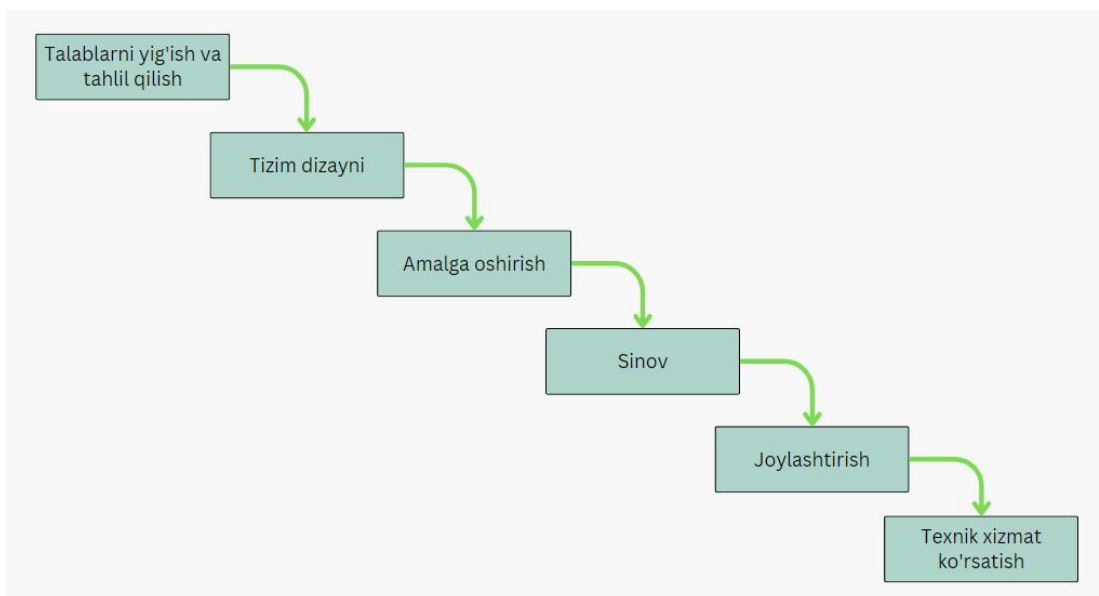 Talablarni yig'ish va
tahlil qilish
Tizim dizayni
Amalga oshirish
Sinov
Joylashtirish
Texnik xizmat
ko'rsatish